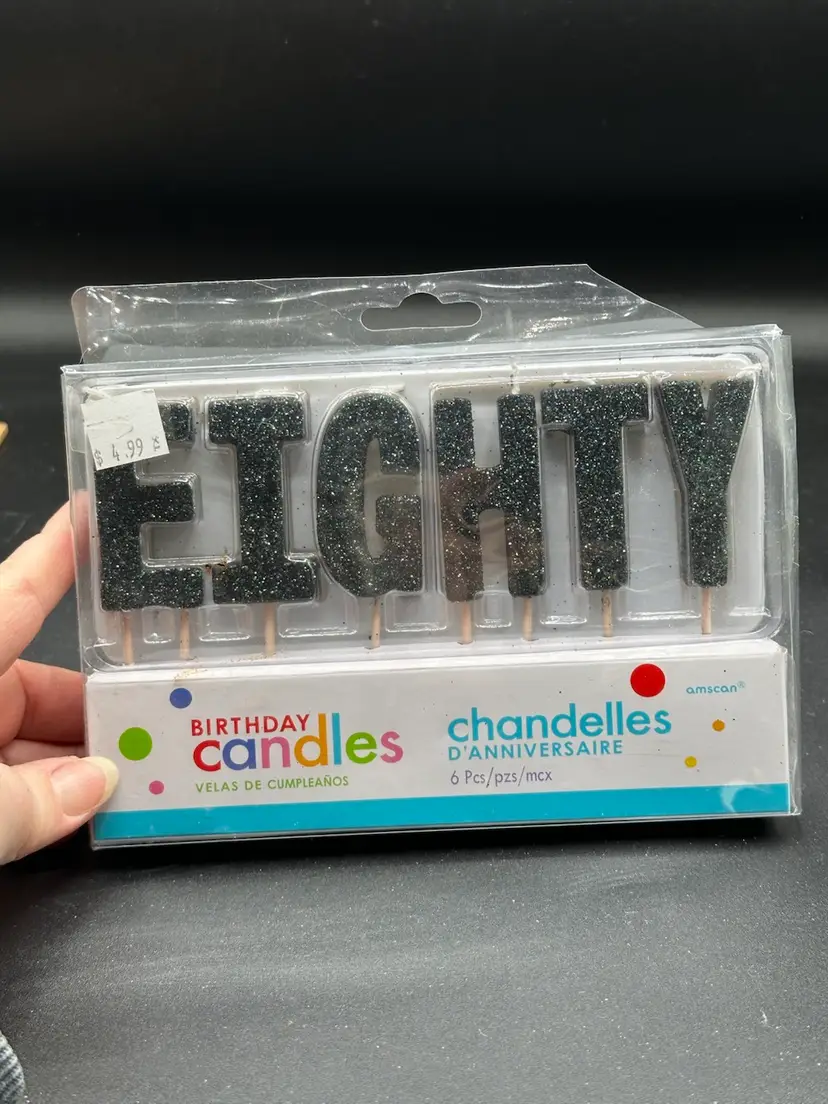 $ 4.99
EIGHTY
amscan®
BIRTHDAY
candles
VELAS DE CUMPLEAÑOS
chandelles
D'ANNIVERSAIRE
6 Pcs/pzs/mcx